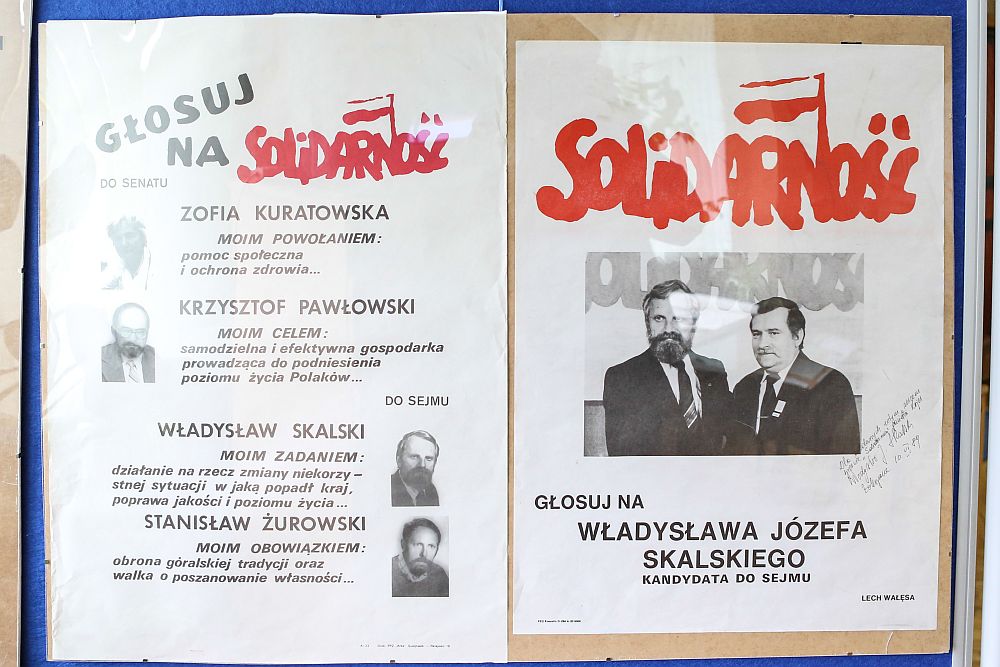 GŁOSUJ
NA SOLIDARNOŚĆ
DO SENATU
ZOFIA KURATOWSKA
MOIM POWOŁANIEM:
pomoc społeczna
i ochrona zdrowia...
KRZYSZTOF PAWŁOWSKI
MOIM CELEM:
samodzielna i efektywna gospodarka
prowadząca do podniesienia
poziomu życia Polaków...
DO SEJMU
WŁADYSŁAW SKALSKI
MOIM ZADANIEM:
działanie na rzecz zmiany niekorzy–
stnej sytuacji w jaką popadł kraj,
poprawa jakości i poziomu życia...
STANISŁAW ŻUROWSKI
MOIM OBOWIĄZKIEM:
obrona góralskiej tradycji oraz
walka o poszanowanie własności...
SOLIDARNOŚĆ
SOLIDARNOŚĆ
GŁOSUJ NA
WŁADYSŁAWA JÓZEFA
SKALSKIEGO
KANDYDATA DO SEJMU
LECH WAŁĘSA